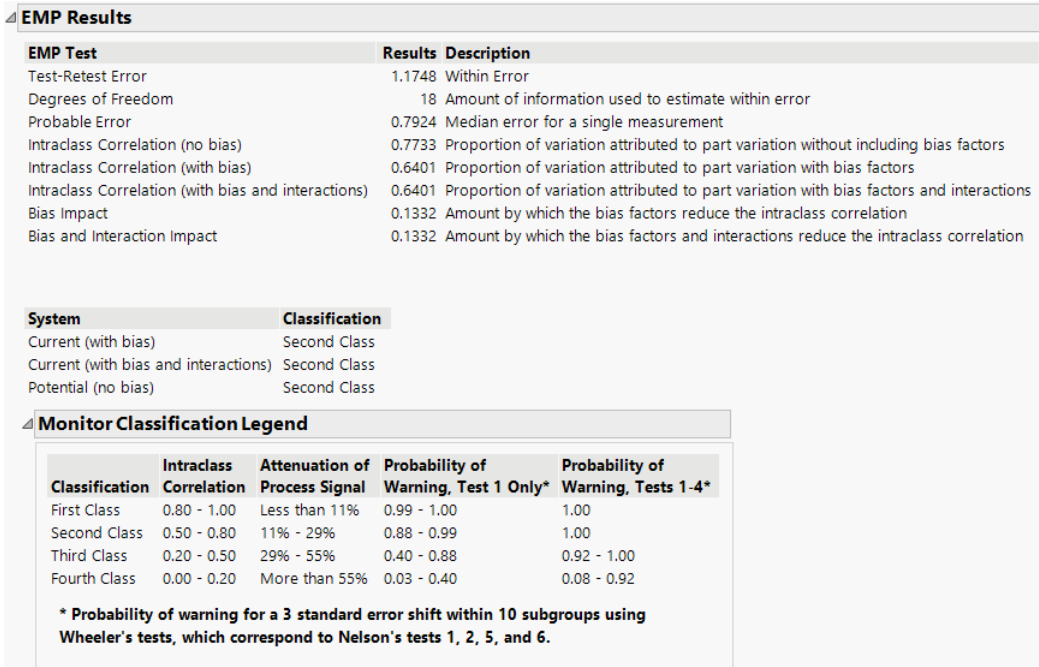 EMP Results
EMP Test Results Description
Test-Retest Error 1.1748 Within Error
Degrees of Freedom 18 Amount of information used to estimate within error
Probable Error 0.7924 Median error for a single measurement
Intraclass Correlation (no bias) 0.7733 Proportion of variation attributed to part variation without including bias factors
Intraclass Correlation (with bias) 0.6401 Proportion of variation attributed to part variation with bias factors
Intraclass Correlation (with bias and interactions) 0.6401 Proportion of variation attributed to part variation with bias factors and interactions
Bias Impact 0.1332 Amount by which the bias factors reduce the intraclass correlation
Bias and Interaction Impact 0.1332 Amount by which the bias factors and interactions reduce the intraclass correlation
System Classification
Current (with bias) Second Class
Current (with bias and interactions) Second Class
Potential (no bias) Second Class
Monitor Classification Legend
Intraclass Attenuation of Probability of Probability of
Classification Correlation Process Signal Warning, Test 1 Only* Warning, Tests 1-4*
First Class 0.80 - 1.00 Less than 11% 0.99 - 1.00 1.00
Second Class 0.50 - 0.80 11% - 29% 0.88 - 0.99 1.00
Third Class 0.20 - 0.50 29% - 55% 0.40 - 0.88 0.92 - 1.00
Fourth Class 0.00 - 0.20 More than 55% 0.03 - 0.40 0.08 - 0.92
* Probability of warning for a 3 standard error shift within 10 subgroups using
Wheeler's tests, which correspond to Nelson's tests 1, 2, 5, and 6.